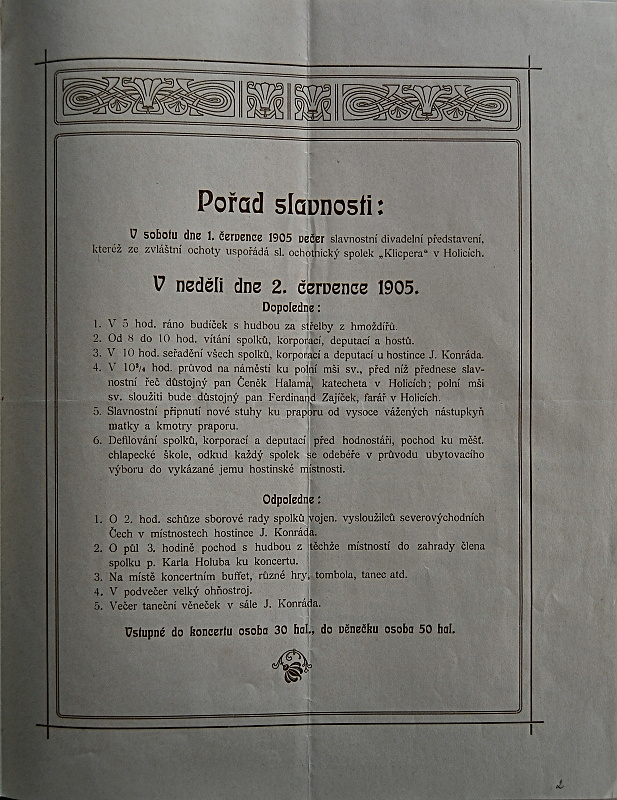 Pořad slavnosti:
V sobotu dne 1. července 1905 večer slavnostní divadelní představení,
kteréž ze zvláštní ochoty uspořádá sl. ochotnický spolek „Klicpera“ v Holicích.
V neděli dne 2. července 1905.
Dopoledne:
1. V 5 hod. ráno budíček s hudbou za střelby z hmoždířů.
2. Od 8 do 10 hod. vítání spolků, korporací, deputací a hostů.
3. V 10 hod. seřadění všech spolků, korporací a deputací u hostince J. Konráda.
4. V 10³/₄ hod. průvod na náměstí ku polní mši sv., před níž přednese slav-
nostní řeč důstojný pan Čeněk Halama, katecheta v Holicích; polní mši
sv. sloužiti bude důstojný pan Ferdinand Zajíček, farář v Holicích.
5. Slavnostní připnutí nové stuhy ku praporu od vysoce vážených nástupkyň
matky a kmotry praporu.
6. Defilování spolků, korporací a deputací před hodnostáři, pochod ku měšť.
chlapecké škole, odkud každý spolek se odebéře v průvodu ubytovacího
výboru do vykázané jemu hostinské místnosti.
Odpoledne:
1. O 2. hod. schůze sborové rady spolků vojen. vysloužilců severovýchodních
Čech v místnostech hostince J. Konráda.
2. O půl 3. hodině pochod s hudbou z těchže místností do zahrady člena
spolku p. Karla Holuba ku koncertu.
3. Na místě koncertním buffet, různé hry, tombola, tanec atd.
4. V podvečer velký ohňostroj.
5. Večer taneční věneček v sále J. Konráda.
Vstupné do koncertu osoba 30 hal., do věnečku osoba 50 hal.
2